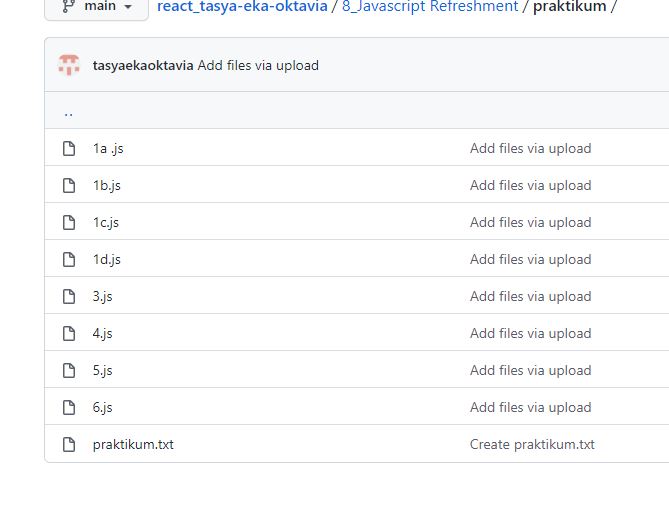 main react_tasya-eka-oktavia / 8_Javascript Refreshment / praktikum /
tasyaekaoktavia Add files via upload
..
1a .js Add files via upload
1b.js Add files via upload
1c.js Add files via upload
1d.js Add files via upload
3.js Add files via upload
4.js Add files via upload
5.js Add files via upload
6.js Add files via upload
praktikum.txt Create praktikum.txt